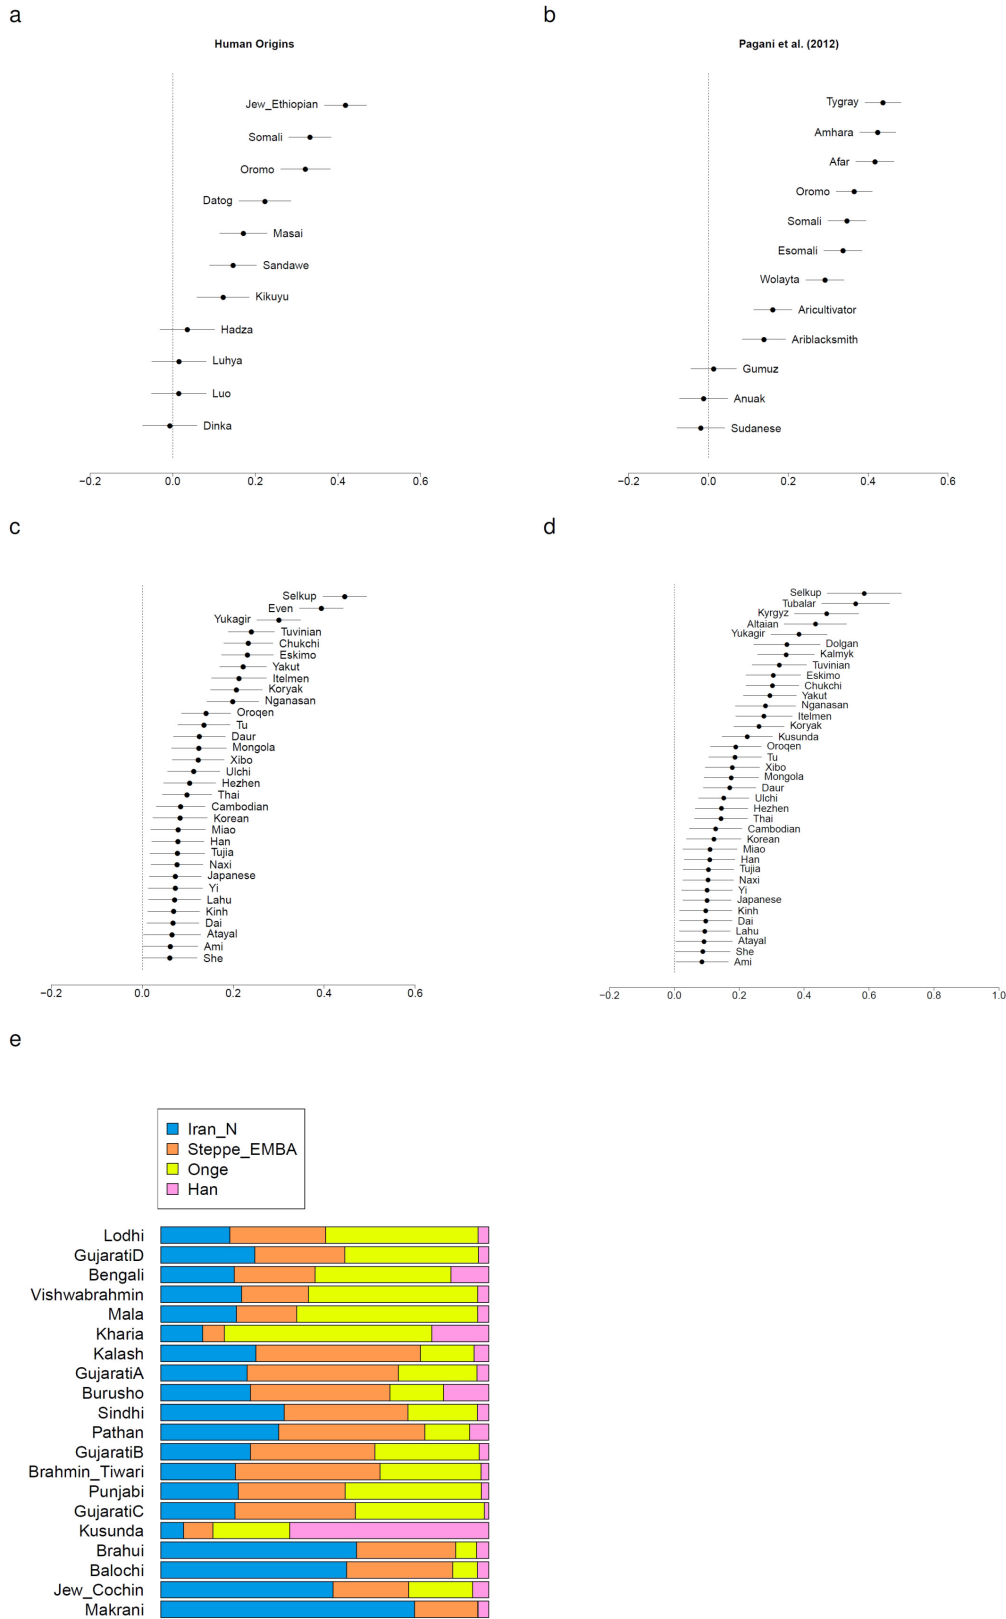 a
Human Origins
Jew_Ethiopian
Somali
Oromo
Datog
Masai
Sandawe
Kikuyu
Hadza
Luhya
Luo
Dinka
−0.2 0.0 0.2 0.4 0.6
b
Pagani et al. (2012)
Tygray
Amhara
Afar
Oromo
Somali
Esomali
Wolayta
Aricultivator
Ariblacksmith
Gumuz
Anuak
Sudanese
−0.2 0.0 0.2 0.4 0.6
c
Selkup
Even
Yukagir
Tuvinian
Chukchi
Eskimo
Yakut
Itelmen
Koryak
Nganasan
Oroqen
Tu
Daur
Mongola
Xibo
Ulchi
Hezhen
Thai
Cambodian
Korean
Miao
Han
Tujia
Naxi
Japanese
Yi
Lahu
Kinh
Dai
Atayal
Ami
She
−0.2 0.0 0.2 0.4 0.6
d
Selkup
Tubalar
Kyrgyz
Altaian
Yukagir
Dolgan
Kalmyk
Tuvinian
Eskimo
Chukchi
Yakut
Nganasan
Itelmen
Koryak
Kusunda
Oroqen
Tu
Xibo
Mongola
Daur
Ulchi
Hezhen
Thai
Cambodian
Korean
Miao
Han
Tujia
Naxi
Yi
Japanese
Kinh
Dai
Lahu
Atayal
She
Ami
−0.2 0.0 0.2 0.4 0.6 0.8 1.0
e
Iran_N
Steppe_EMBA
Onge
Han
Lodhi
GujaratiD
Bengali
Vishwabrahmin
Mala
Kharia
Kalash
GujaratiA
Burusho
Sindhi
Pathan
GujaratiB
Brahmin_Tiwari
Punjabi
GujaratiC
Kusunda
Brahui
Balochi
Jew_Cochin
Makrani